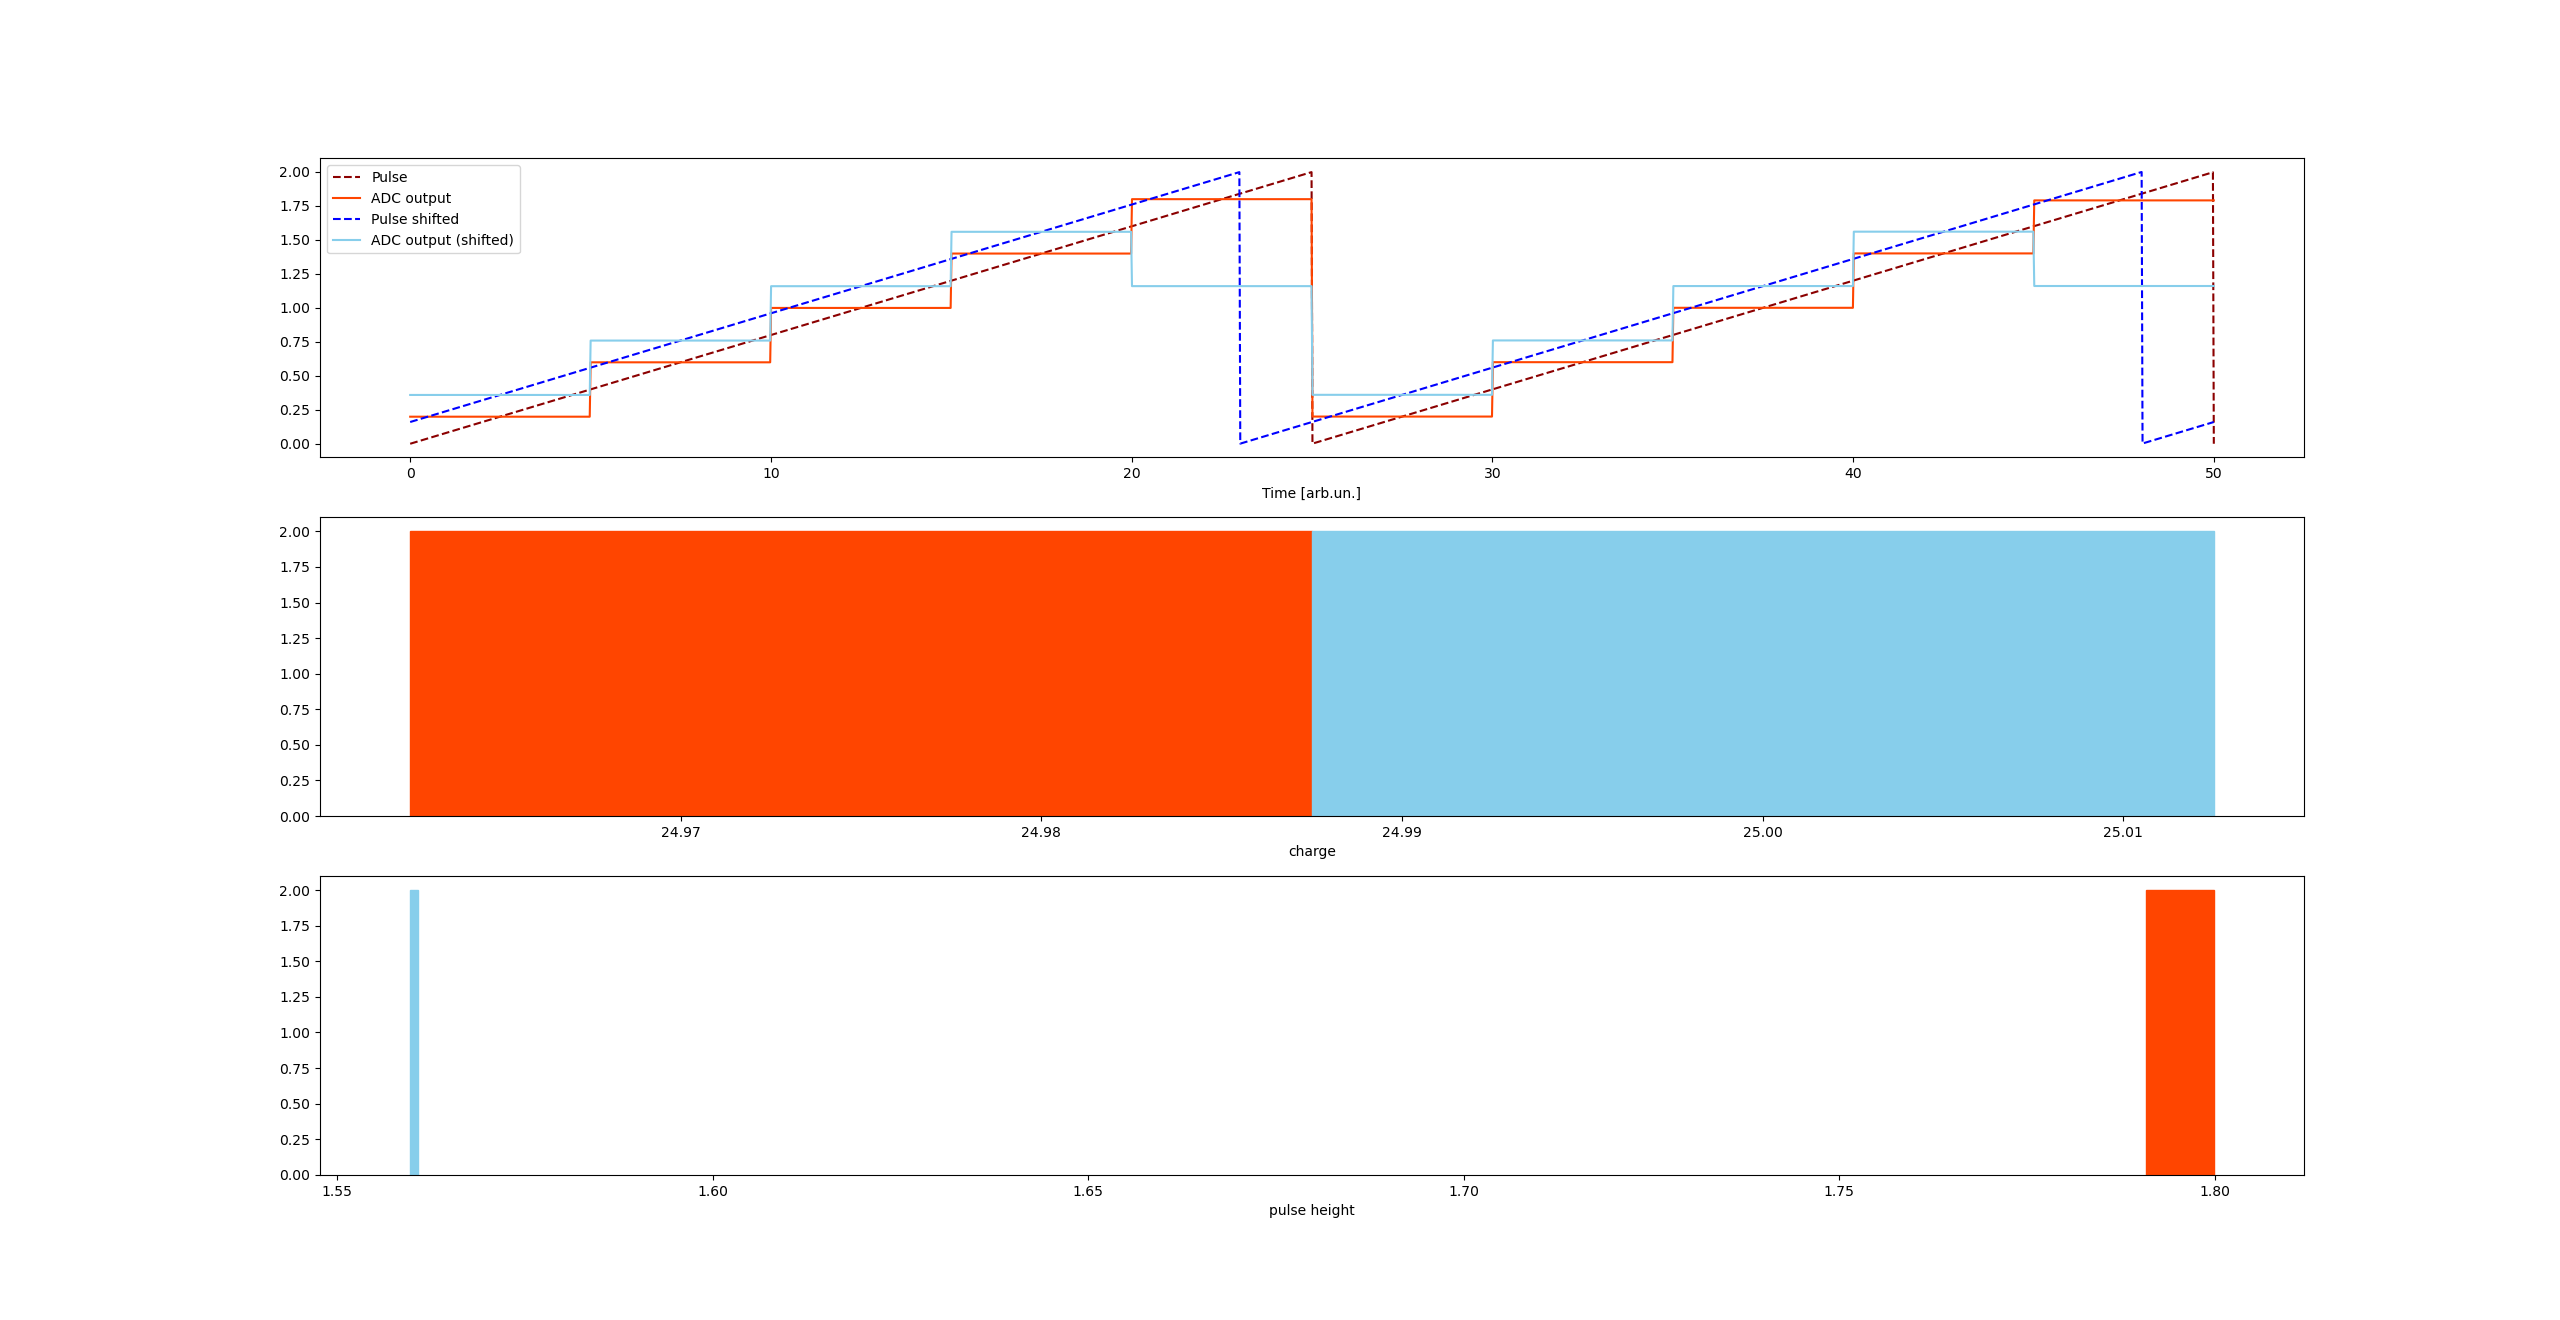 2.00
1.75
1.50
1.25
1.00
0.75
0.50
0.25
0.00
Pulse
ADC output
Pulse shifted
ADC output (shifted)
0 10 20 30 40 50
Time [arb.un.]
2.00
1.75
1.50
1.25
1.00
0.75
0.50
0.25
0.00
24.97 24.98 24.99 25.00 25.01
charge
2.00
1.75
1.50
1.25
1.00
0.75
0.50
0.25
0.00
1.55 1.60 1.65 1.70 1.75 1.80
pulse height